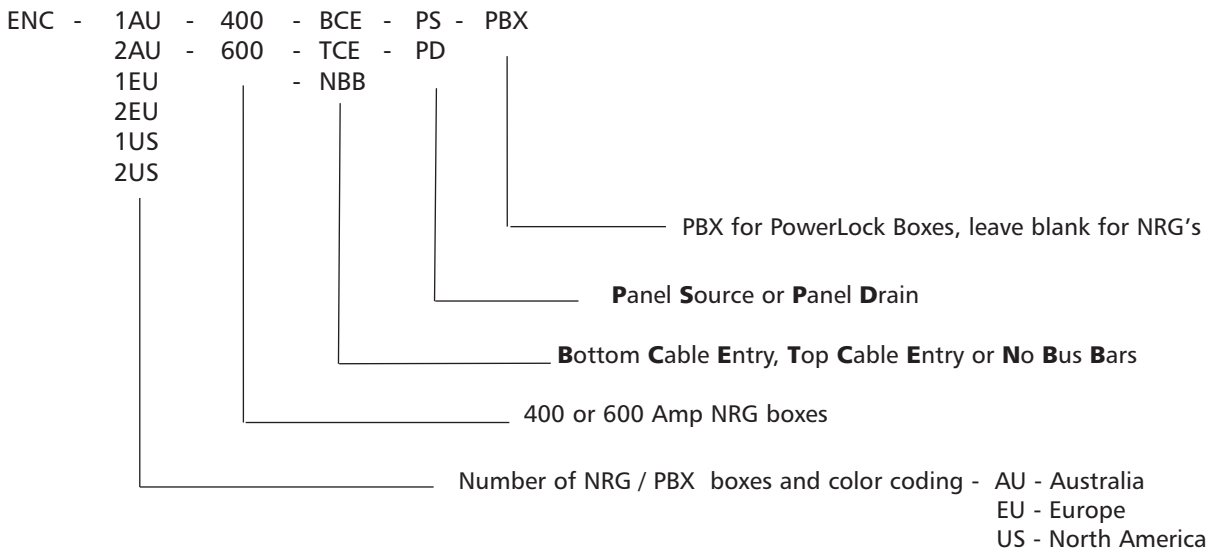 ENC - 1AU - 400 - BCE - PS - PBX
2AU - 600 - TCE - PD
1EU - NBB
2EU
1US
2US
PBX for PowerLock Boxes, leave blank for NRG's
Panel Source or Panel Drain
Bottom Cable Entry, Top Cable Entry or No Bus Bars
400 or 600 Amp NRG boxes
Number of NRG / PBX boxes and color coding - AU - Australia
EU - Europe
US - North America